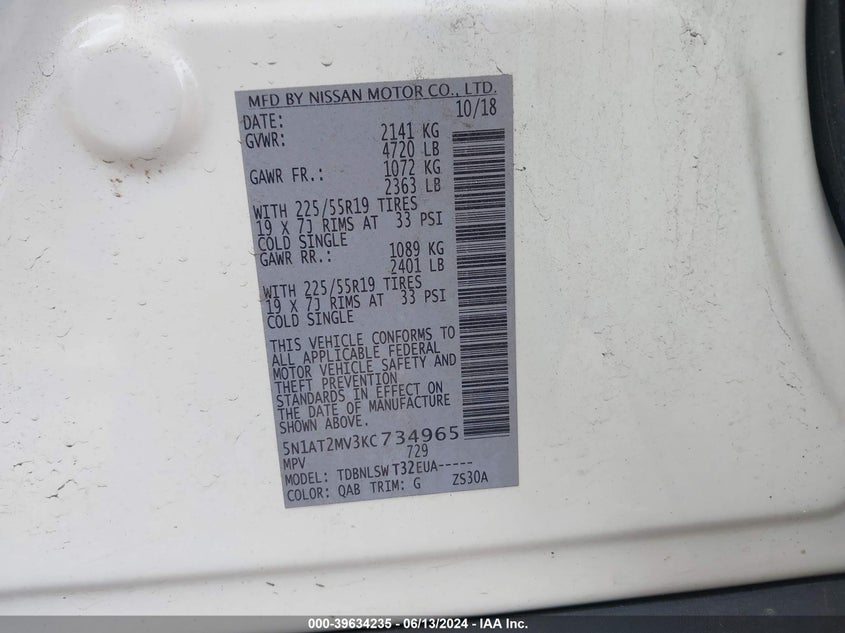 MFD BY NISSAN MOTOR CO., LTD.
DATE: 10/18
GVWR: 2141 KG
4720 LB
GAWR FR.: 1072 KG
2363 LB
WITH 225/55R19 TIRES
19 X 7J RIMS AT 33 PSI
COLD SINGLE
GAWR RR.: 1089 KG
2401 LB
WITH 225/55R19 TIRES
19 X 7J RIMS AT 33 PSI
COLD SINGLE
THIS VEHICLE CONFORMS TO
ALL APPLICABLE FEDERAL
MOTOR VEHICLE SAFETY AND
THEFT PREVENTION
STANDARDS IN EFFECT ON
THE DATE OF MANUFACTURE
SHOWN ABOVE.
5N1AT2MV3KC734965
MPV 729
MODEL: TDBNLSWT32EUA-----
COLOR: QAB TRIM: G ZS30A
000-39634235 - 06/13/2024 - IAA Inc.